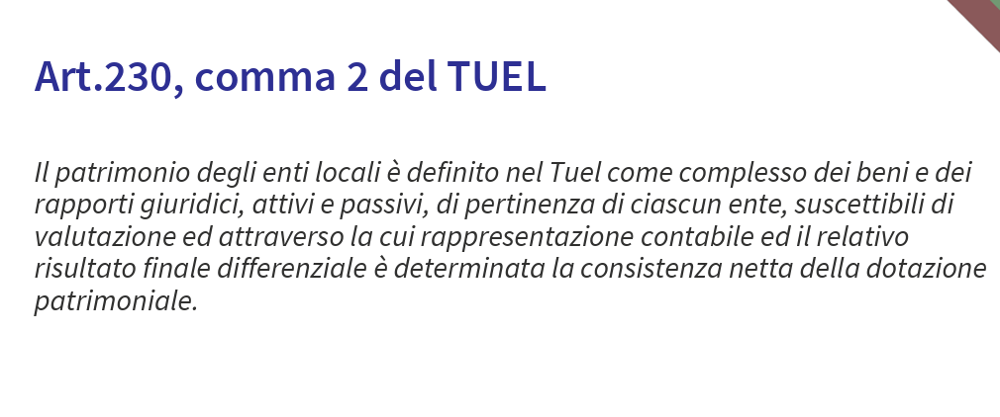 Art.230, comma 2 del TUEL
Il patrimonio degli enti locali è definito nel Tuel come complesso dei beni e dei
rapporti giuridici, attivi e passivi, di pertinenza di ciascun ente, suscettibili di
valutazione ed attraverso la cui rappresentazione contabile ed il relativo
risultato finale differenziale è determinata la consistenza netta della dotazione
patrimoniale.